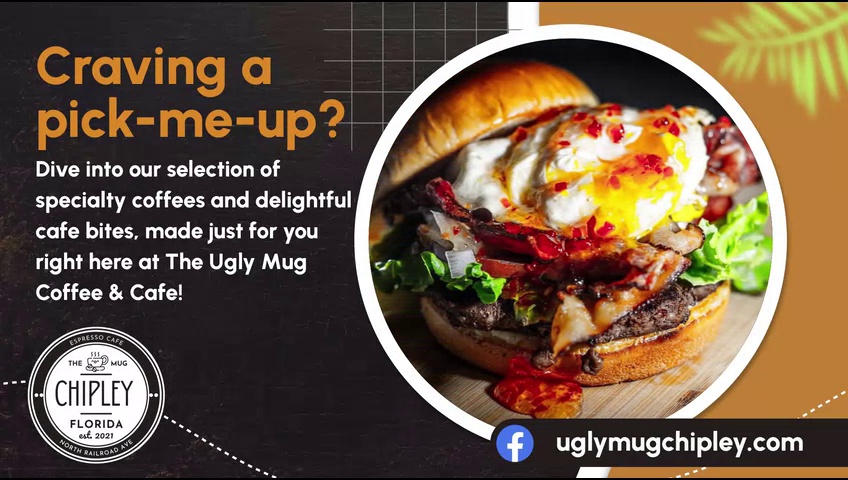 Craving a
pick-me-up?
Dive into our selection of
specialty coffees and delightful
cafe bites, made just for you
right here at The Ugly Mug
Coffee & Cafe!
ESPRESSO CAFE
THE MUG
CHIPLEY
FLORIDA
est. 2021
NORTH RAILROAD AVE
uglymugchipley.com